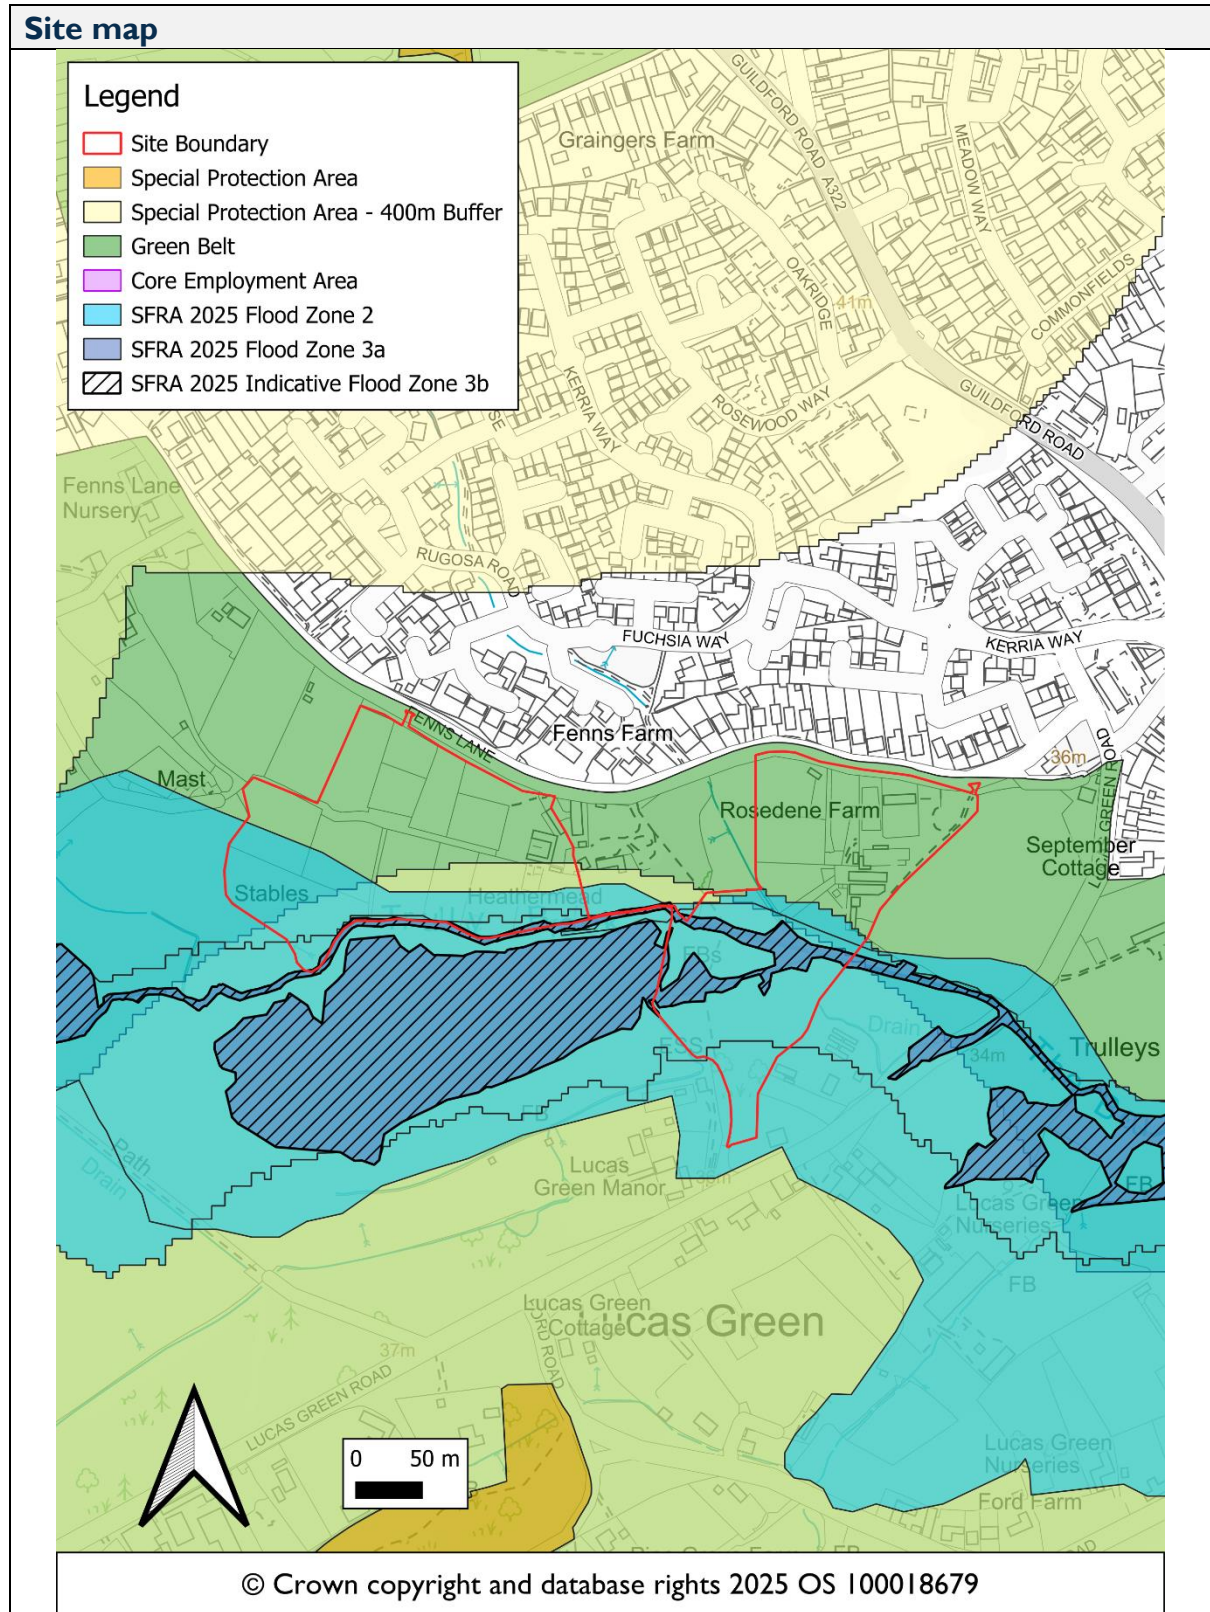 Site map
Legend
Site Boundary
Special Protection Area
Special Protection Area - 400m Buffer
Green Belt
Core Employment Area
SFRA 2025 Flood Zone 2
SFRA 2025 Flood Zone 3a
SFRA 2025 Indicative Flood Zone 3b
Graingers Farm
GUILDFORD ROAD A322
MEADOW WAY
OAKRIDGE
41m
COMMONFIELDS
KERRIA WAY
ROSEWOOD WAY
GUILDFORD ROAD
Fenns Lane
Nursery
RUGOSA ROAD
FUCHSIA WAY
KERRIA WAY
Fenns Farm
FENNS LANE
36m
Mast
Rosedene Farm
September
Cottage
Stables
Heathermead
FBs
Drain
ESS
34m
Trulleys
FB
Path
Drain
Lucas
Green Manor
FB
Lucas Green
Nurseries
FB
Lucas Green
Cottage
Lucas Green
FORD ROAD
37m
LUCAS GREEN ROAD
Lucas Green
Nurseries
Ford Farm
0 50 m
© Crown copyright and database rights 2025 OS 100018679